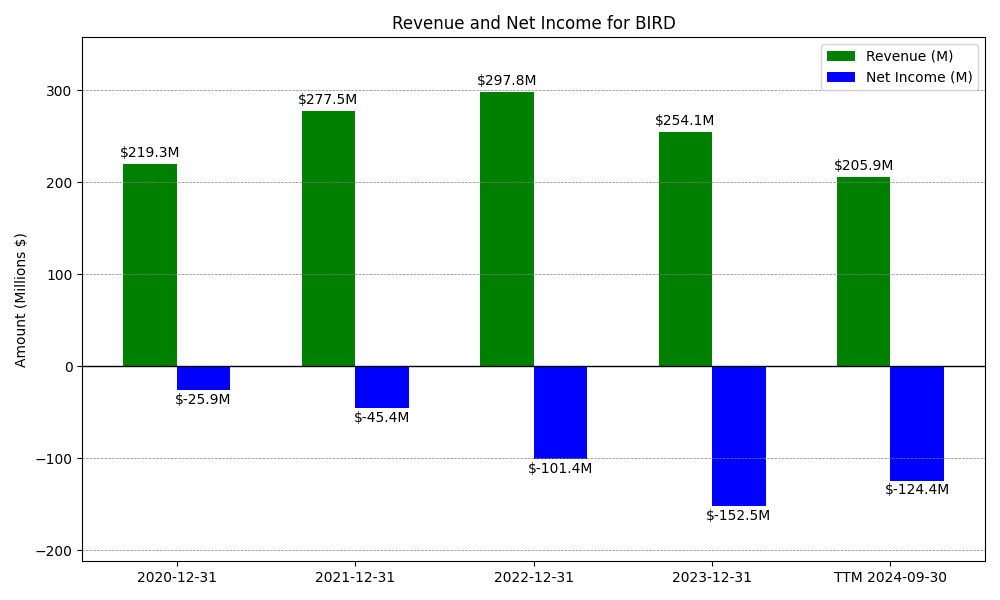 Revenue and Net Income for BIRD
Revenue (M)
Net Income (M)
Amount (Millions $)
300
200
100
0
−100
−200
$219.3M
$277.5M
$297.8M
$254.1M
$205.9M
$-25.9M
$-45.4M
$-101.4M
$-152.5M
$-124.4M
2020-12-31
2021-12-31
2022-12-31
2023-12-31
TTM 2024-09-30